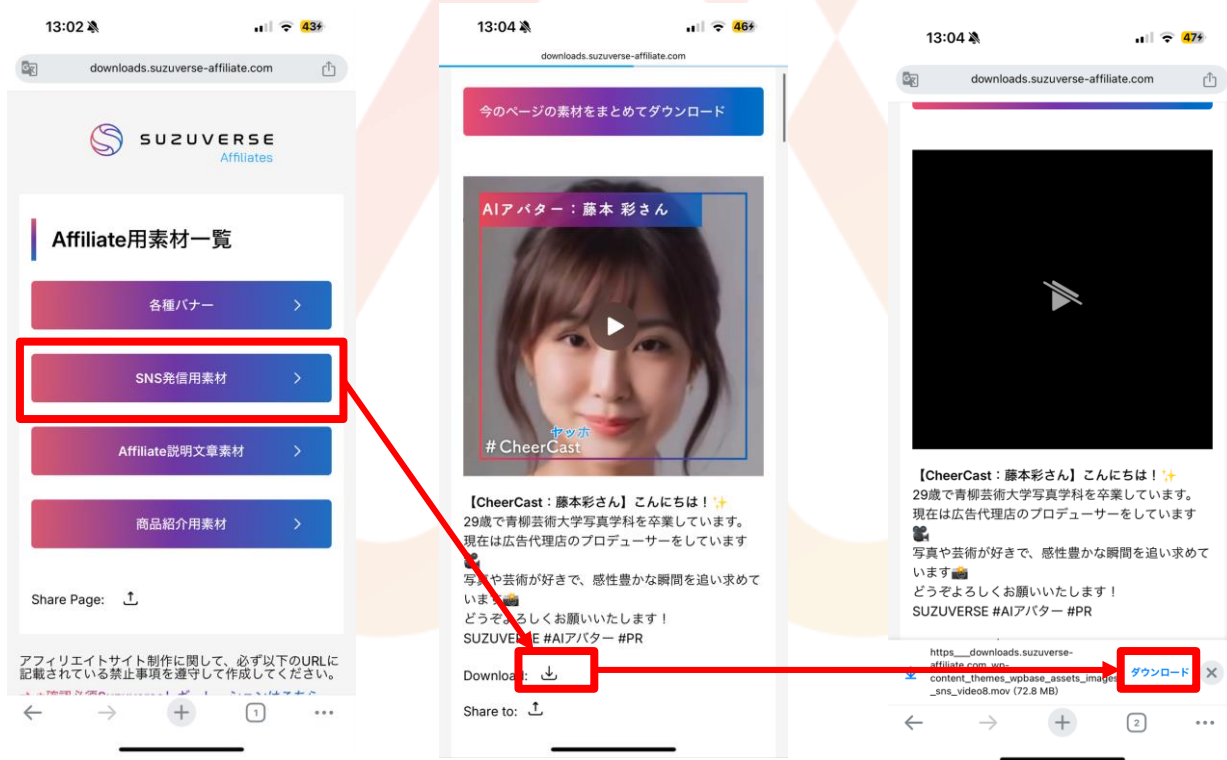 13:02
43
downloads.suzuverse-affiliate.com
SUZUVERSE
Affiliates
Affiliate用素材一覧
各種バナー
SNS発信用素材
Affiliate説明文章素材
商品紹介用素材
Share Page:
アフィリエイトサイト制作に関して、必ず以下のURLに
記載されている禁止事項を遵守して作成してください。
1
13:04
46
downloads.suzuverse-affiliate.com
今のページの素材をまとめてダウンロード
AIアバター：藤本 彩さん
ヤッホ
# CheerCast
【CheerCast：藤本彩さん】こんにちは！✨
29歳で青柳芸術大学写真学科を卒業しています。
現在は広告代理店のプロデューサーをしています
🎥
写真や芸術が好きで、感性豊かな瞬間を追い求めて
います📸
どうぞよろしくお願いいたします！
SUZUVERSE #AIアバター #PR
Download:
Share to:
13:04
47
downloads.suzuverse-affiliate.com
【CheerCast：藤本彩さん】こんにちは！✨
29歳で青柳芸術大学写真学科を卒業しています。
現在は広告代理店のプロデューサーをしています
🎥
写真や芸術が好きで、感性豊かな瞬間を追い求めて
います📸
どうぞよろしくお願いいたします！
SUZUVERSE #AIアバター #PR
https___downloads.suzuverse-
affiliate.com_wp-
content_themes_wpbase_assets_images
_sns_video8.mov (72.8 MB)
ダウンロード
2